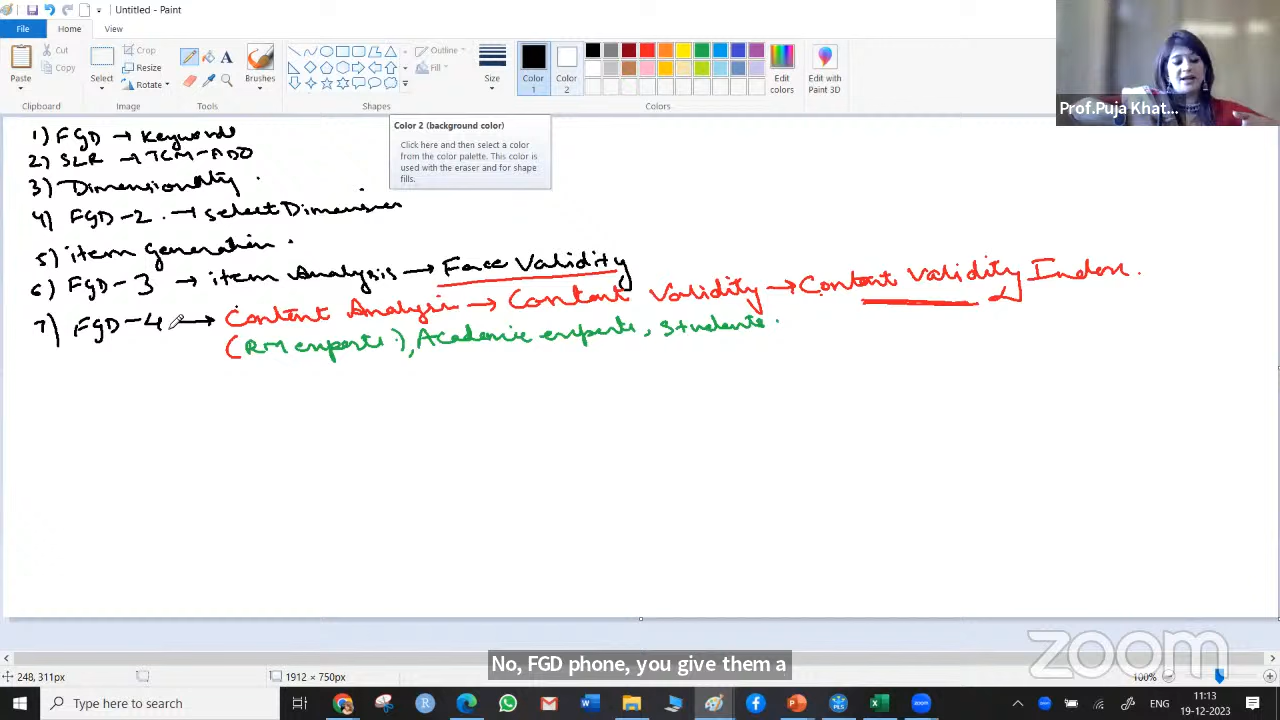 Untitled - Paint
File Home View
Paste Cut Copy Clipboard
Select Crop Resize Rotate Image
Tools
Brushes
Shapes Outline Fill
Size
Color 1 Color 2 Colors
Edit colors
Edit with Paint 3D
Prof.Puja Khat...
Color 2 (background color)
Click here and then select a color
from the color palette. This color is
used with the eraser and for shape
fills.
1) FGD → Keywords
2) SLR → TCM-ADO
3) Dimensionality .
4) FGD-2 . → Select Dimension
5) item Generation .
6) FGD-3 → item Analysis → Face Validity
7) FGD-4 → Content Analysis → Content Validity → Content Validity Index .
(RM experts.), Academic experts, Students .
zoom
No, FGD phone, you give them a
248, 311px 1912 × 750px 100%
Type here to search
ENG 11:13
19-12-2023